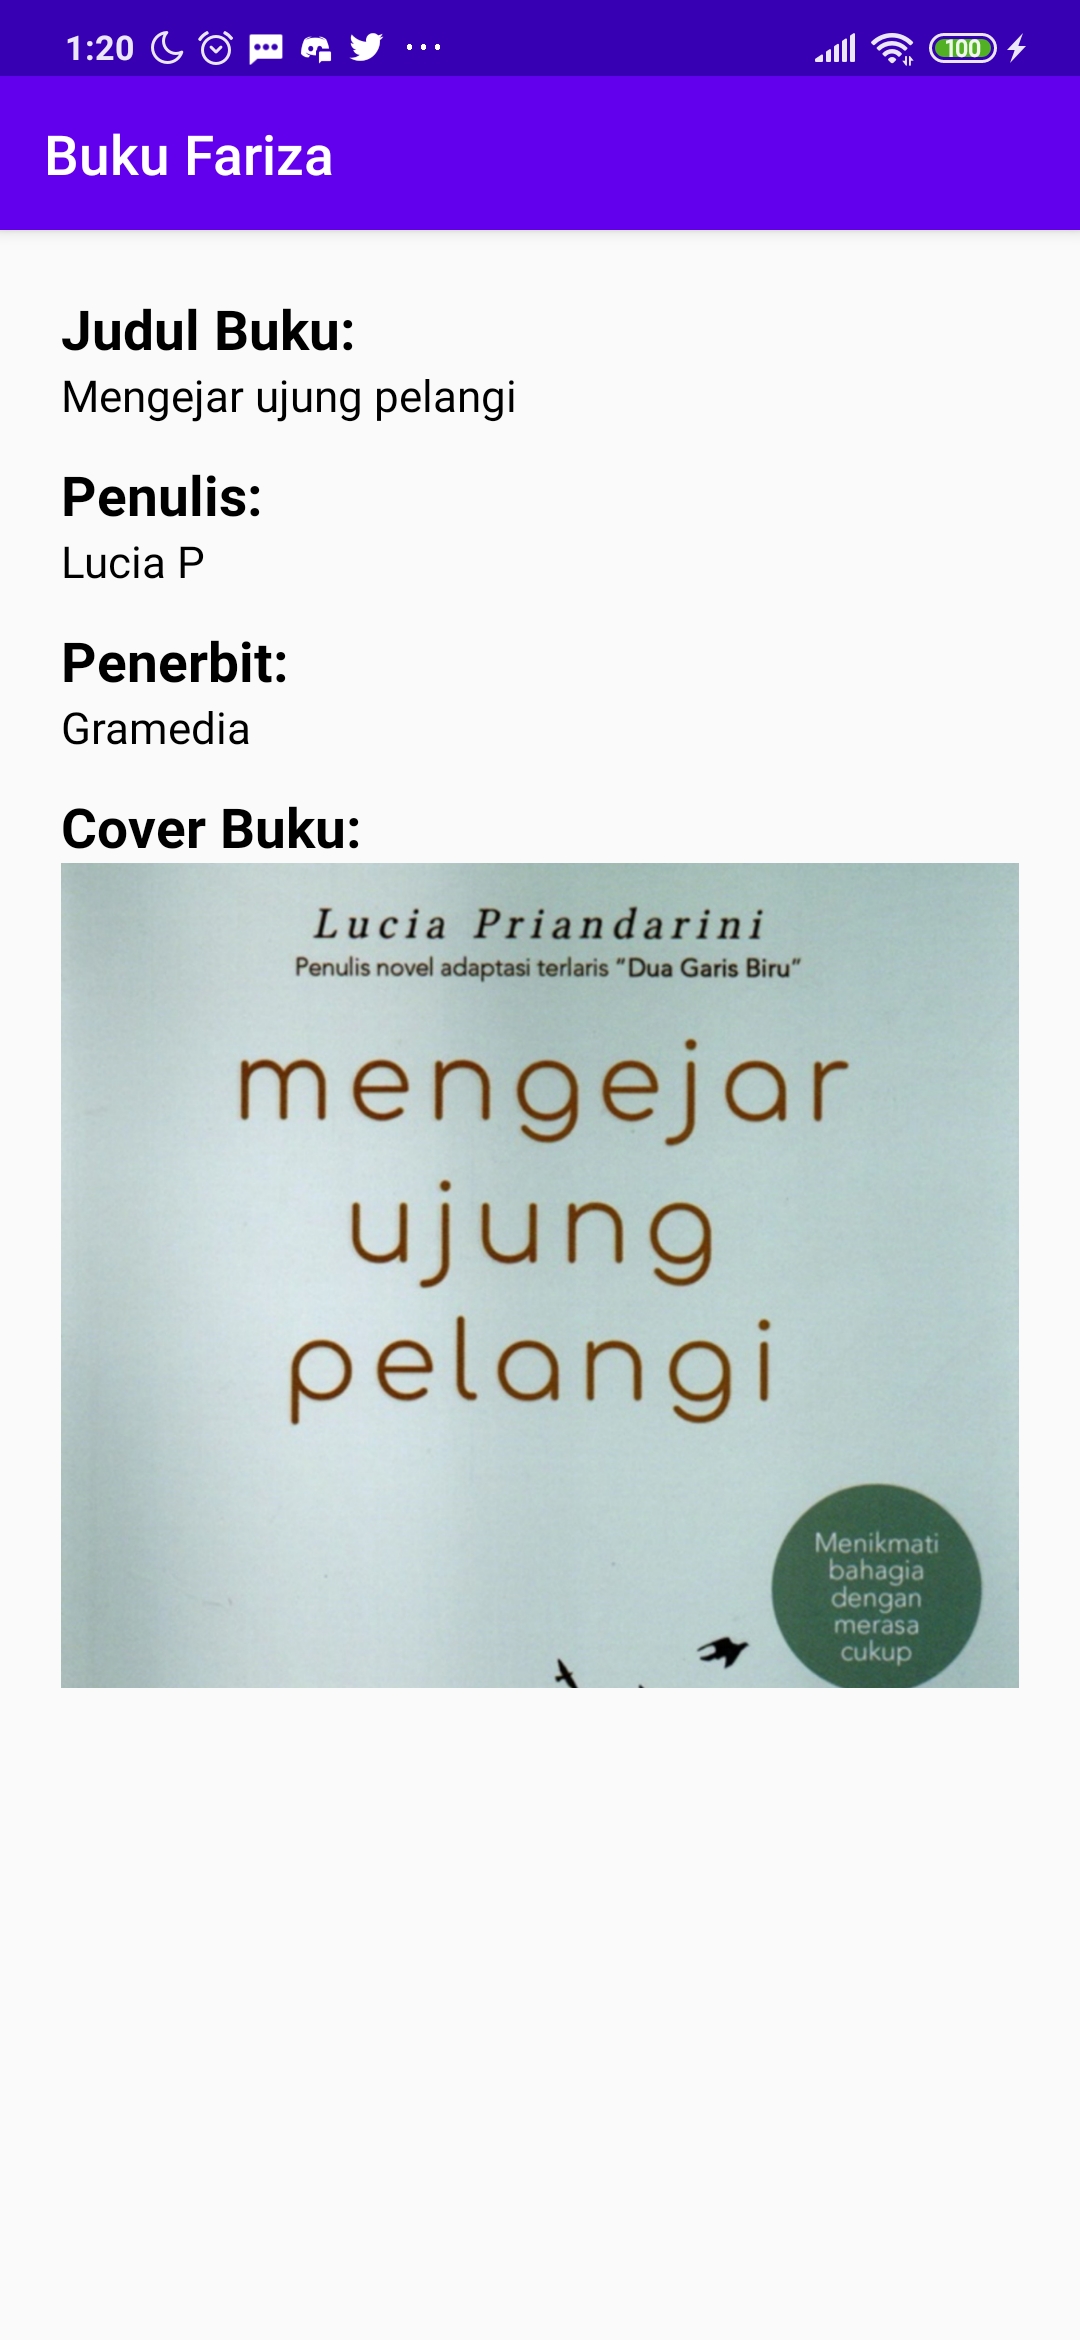 1:20
100
Buku Fariza
Judul Buku:
Mengejar ujung pelangi
Penulis:
Lucia P
Penerbit:
Gramedia
Cover Buku:
Lucia Priandarini
Penulis novel adaptasi terlaris “Dua Garis Biru”
mengejar
ujung
pelangi
Menikmati
bahagia
dengan
merasa
cukup